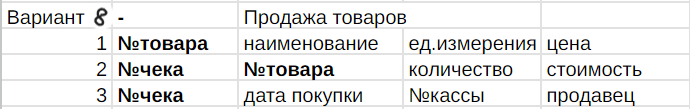 Вариант 8 - Продажа товаров
1 №товара наименование ед.измерения цена
2 №чека №товара количество стоимость
3 №чека дата покупки №кассы продавец